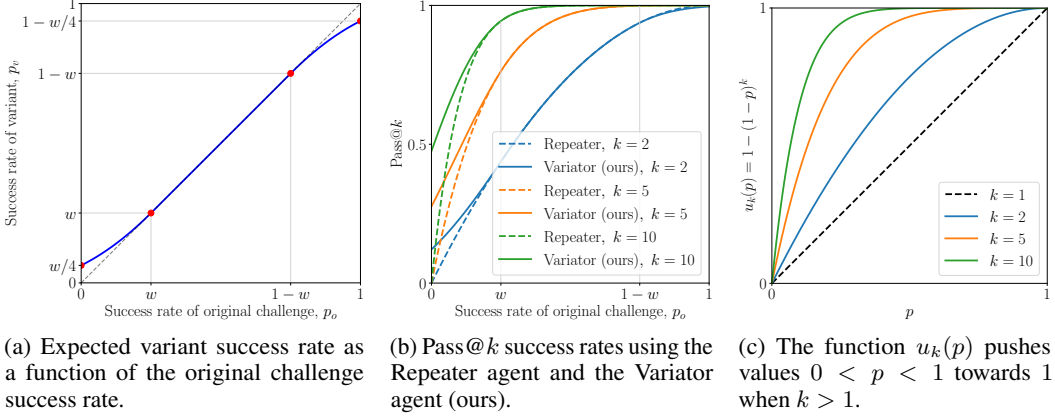 1
1 − w/4
1 − w
w
w/4
0
0
w
1 − w
1
Success rate of variant, p_v
Success rate of original challenge, p_o
1
0.5
0
0
w
1 − w
1
Pass@k
Success rate of original challenge, p_o
Repeater, k = 2
Variator (ours), k = 2
Repeater, k = 5
Variator (ours), k = 5
Repeater, k = 10
Variator (ours), k = 10
1
0
0
1
u_k(p) = 1 − (1 − p)^k
p
k = 1
k = 2
k = 5
k = 10
(a) Expected variant success rate as
a function of the original challenge
success rate.
(b) Pass@k success rates using the
Repeater agent and the Variator
agent (ours).
(c) The function u_k(p) pushes
values 0 < p < 1 towards 1
when k > 1.